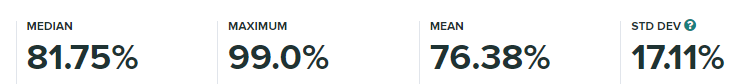 MEDIAN
81.75%
MAXIMUM
99.0%
MEAN
76.38%
STD DEV ?
17.11%